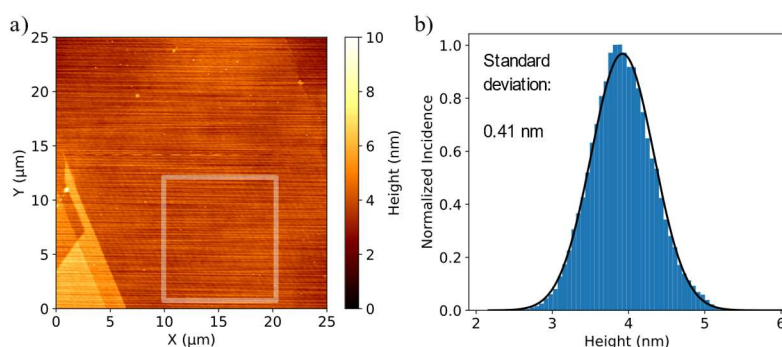 a)
25
20
15
10
5
0
Y (μm)
0 5 10 15 20 25
X (μm)
10
8
6
4
2
0
Height (nm)
b)
Standard
deviation:
0.41 nm
1.0
0.8
0.6
0.4
0.2
0.0
Normalized Incidence
2 3 4 5 6
Height (nm)